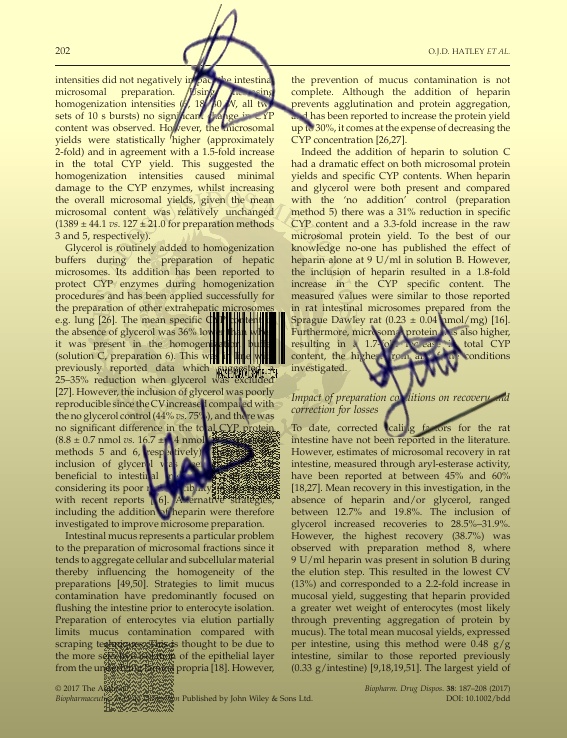 202
O.J.D. HATLEY ET AL.
intensities did not negatively impact the intestinal
microsomal preparation. Using increasing
homogenization intensities 18, 30 W, all two
sets of 10 s bursts) no significant change in CYP
content was observed. However, the microsomal
yields were statistically higher (approximately
2-fold) and in agreement with a 1.5-fold increase
in the total CYP yield. This suggested the
homogenization intensities caused minimal
damage to the CYP enzymes, whilst increasing
the overall microsomal yields, given the mean
microsomal content was relatively unchanged
(1389 ± 44.1 vs. 127 ± 21.0 for preparation methods
3 and 5, respectively).
Glycerol is routinely added to homogenization
buffers during the preparation of hepatic
microsomes. Its addition has been reported to
protect CYP enzymes during homogenization
procedures and has been applied successfully for
the preparation of other extrahepatic microsomes
e.g. lung [26]. The mean specific
the absence of glycerol was 36% lower than when
it was present in the homogenization buffer
(solution C, preparation 6). This was in line with
previously reported data which suggested a
25–35% reduction when glycerol was excluded
[27]. However, the inclusion of glycerol was poorly
reproducible since the CV increased compared with
the no glycerol control (44% vs. 75%), and there was
no significant difference in the total CYP protein
(8.8 ± 0.7 nmol vs. 16.7 ± nmol
methods 5 and 6, respectively).
inclusion of glycerol was
beneficial to intestinal
considering its poor
with recent reports Alternative strategies,
including the addition of heparin were therefore
investigated to improve microsome preparation.
Intestinal mucus represents a particular problem
to the preparation of microsomal fractions since it
tends to aggregate cellular and subcellular material
thereby influencing the homogeneity of the
preparations [49,50]. Strategies to limit mucus
contamination have predominantly focused on
flushing the intestine prior to enterocyte isolation.
Preparation of enterocytes via elution partially
limits mucus contamination compared with
scraping techniques. This is thought to be due to
the more selective elution of the epithelial layer
from the underlying lamina propria [18]. However,
the prevention of mucus contamination is not
complete. Although the addition of heparin
prevents agglutination and protein aggregation,
and has been reported to increase the protein yield
up to 30%, it comes at the expense of decreasing the
CYP concentration [26,27].
Indeed the addition of heparin to solution C
had a dramatic effect on both microsomal protein
yields and specific CYP contents. When heparin
and glycerol were both present and compared
with the 'no addition' control (preparation
method 5) there was a 31% reduction in specific
CYP content and a 3.3-fold increase in the raw
microsomal protein yield. To the best of our
knowledge no-one has published the effect of
heparin alone at 9 U/ml in solution B. However,
the inclusion of heparin resulted in a 1.8-fold
increase in the CYP specific content. The
measured values were similar to those reported
in rat intestinal microsomes prepared from the
Sprague Dawley rat (0.23 ± 0.04 nmol/mg) [16].
Furthermore, microsomal protein was also higher,
resulting in a 1.7-fold increase in total CYP
content, the highest from any of the conditions
investigated.
Impact of preparation conditions on recovery and
correction for losses
To date, corrected scaling factors for the rat
intestine have not been reported in the literature.
However, estimates of microsomal recovery in rat
intestine, measured through aryl-esterase activity,
have been reported at between 45% and 60%
[18,27]. Mean recovery in this investigation, in the
absence of heparin and/or glycerol, ranged
between 12.7% and 19.8%. The inclusion of
glycerol increased recoveries to 28.5%–31.9%.
However, the highest recovery (38.7%) was
observed with preparation method 8, where
9 U/ml heparin was present in solution B during
the elution step. This resulted in the lowest CV
(13%) and corresponded to a 2.2-fold increase in
mucosal yield, suggesting that heparin provided
a greater wet weight of enterocytes (most likely
through preventing aggregation of protein by
mucus). The total mean mucosal yields, expressed
per intestine, using this method were 0.48 g/g
intestine, similar to those reported previously
(0.33 g/intestine) [9,18,19,51]. The largest yield of
© 2017 The
Biopharmaceutics Published by John Wiley & Sons Ltd.
Biopharm. Drug Dispos. 38: 187–208 (2017)
DOI: 10.1002/bdd